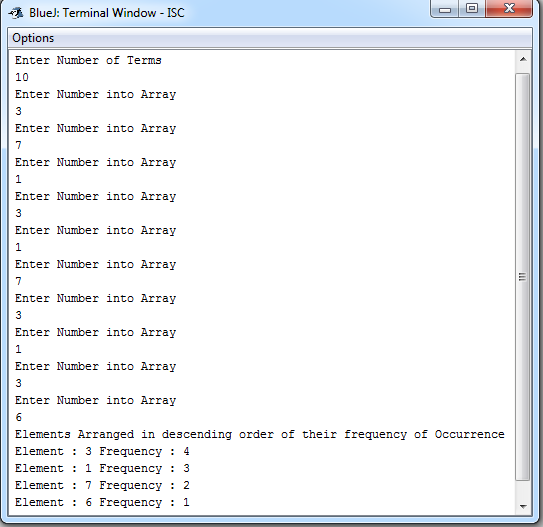 BlueJ: Terminal Window - ISC
Options
Enter Number of Terms
10
Enter Number into Array
3
Enter Number into Array
7
Enter Number into Array
1
Enter Number into Array
3
Enter Number into Array
1
Enter Number into Array
7
Enter Number into Array
3
Enter Number into Array
1
Enter Number into Array
3
Enter Number into Array
6
Elements Arranged in descending order of their frequency of Occurrence
Element : 3 Frequency : 4
Element : 1 Frequency : 3
Element : 7 Frequency : 2
Element : 6 Frequency : 1